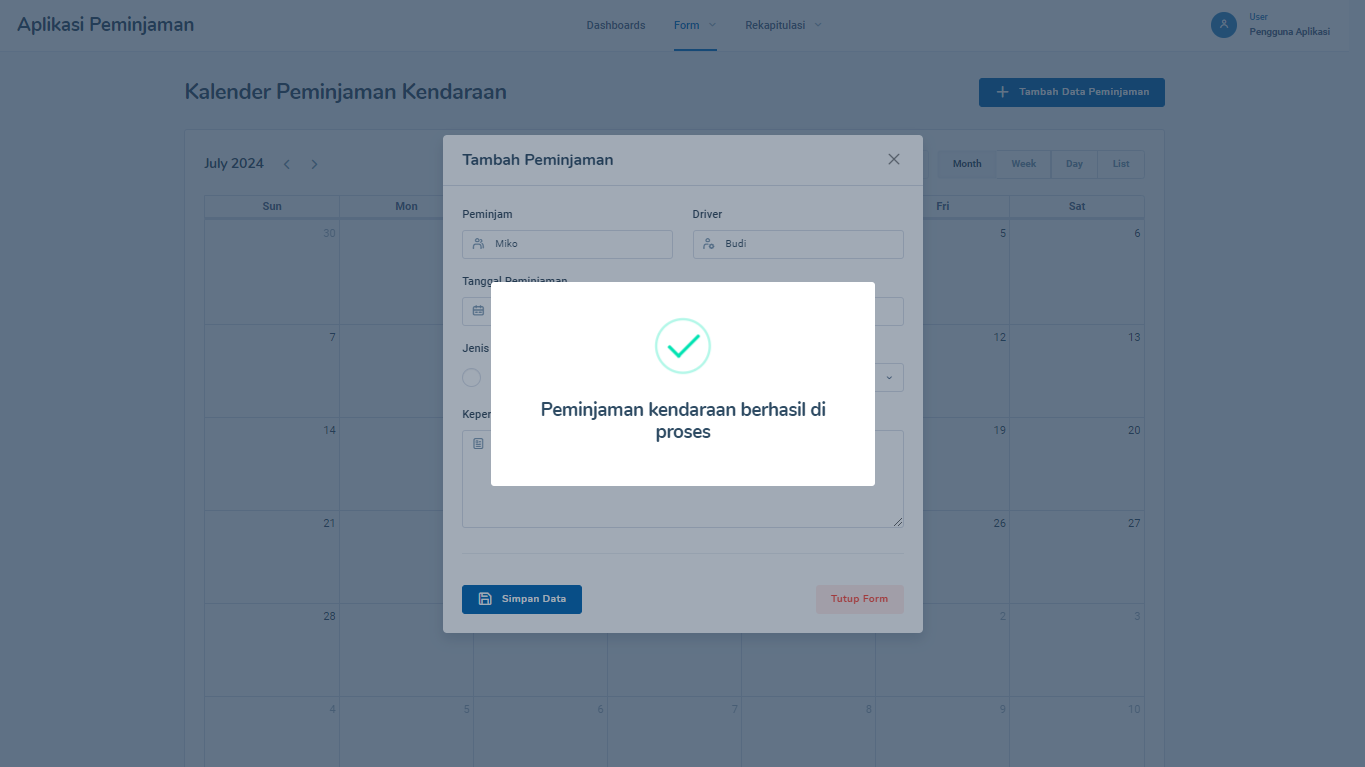 Aplikasi Peminjaman
Dashboards
Form
Rekapitulasi
User
Pengguna Aplikasi
Kalender Peminjaman Kendaraan
Tambah Data Peminjaman
July 2024
Month
Week
Day
List
Sun
Mon
Fri
Sat
30
5
6
7
12
13
14
19
20
21
26
27
28
2
3
4
5
6
7
8
9
10
Tambah Peminjaman
Peminjam
Driver
Miko
Budi
Tanggal Peminjaman
Jenis
Peminjaman kendaraan berhasil di
proses
Simpan Data
Tutup Form